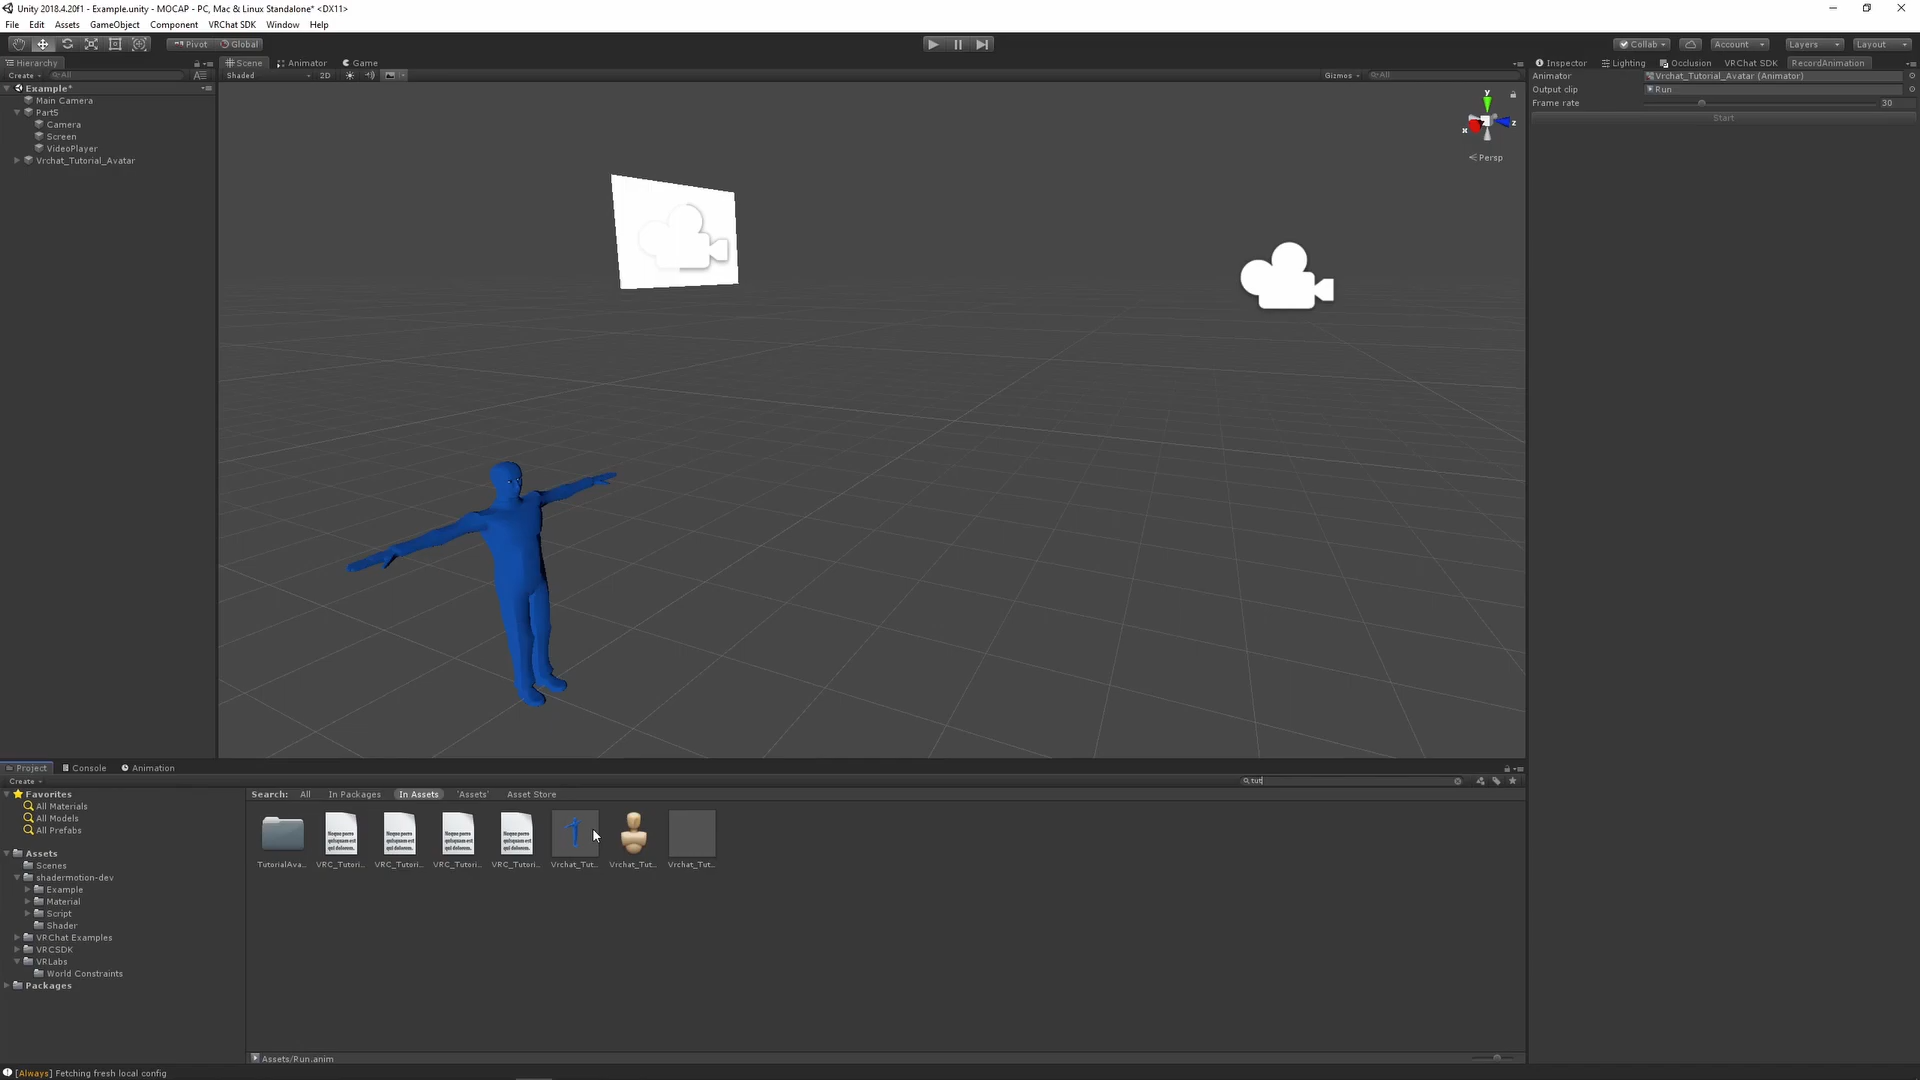 Unity 2018.4.20f1 - Example.unity - MOCAP - PC, Mac & Linux Standalone* <DX11>
File Edit Assets GameObject Component VRChat SDK Window Help
Pivot Global
Collab Account Layers Layout
Hierarchy
Create All
Example*
Main Camera
Part5
Camera
Screen
VideoPlayer
Vrchat_Tutorial_Avatar
Scene Animator Game
Shaded 2D Gizmos All
y
x
z
Persp
Inspector Lighting Occlusion VRChat SDK RecordAnimation
Animator Vrchat_Tutorial_Avatar (Animator)
Output clip Run
Frame rate 30
Start
Project Console Animation
Create tut
Favorites
All Materials
All Models
All Prefabs
Assets
Scenes
shadermotion-dev
Example
Material
Script
Shader
VRChat Examples
VRCSDK
VRLabs
World Constraints
Packages
Search: All In Packages In Assets 'Assets' Asset Store
TutorialAva... VRC_Tutori... VRC_Tutori... VRC_Tutori... VRC_Tutori... Vrchat_Tut... Vrchat_Tut... Vrchat_Tut...
Assets/Run.anim
[Always] Fetching fresh local config